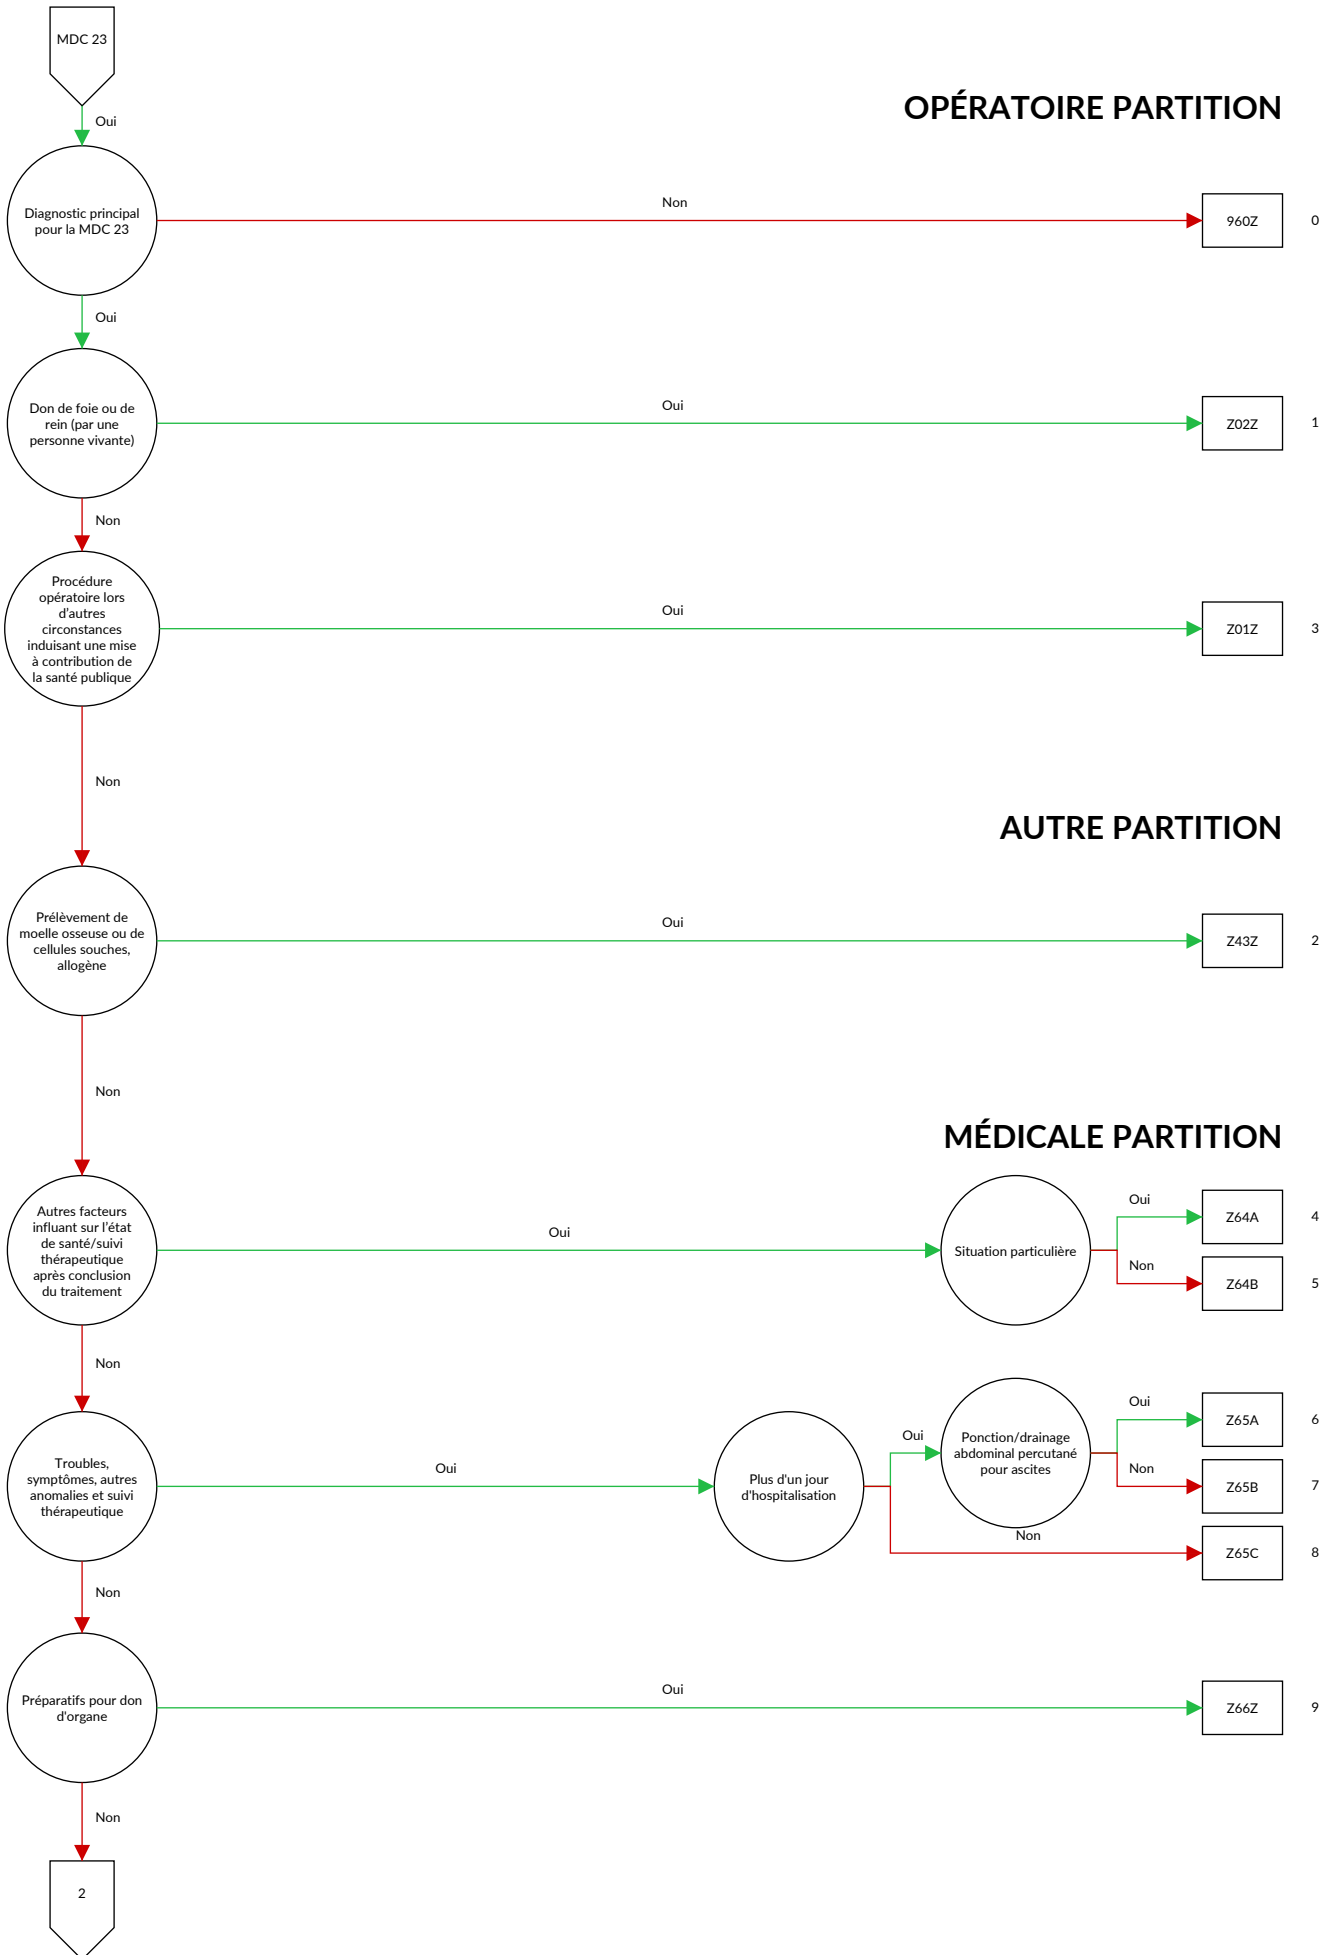 MDC 23
OPÉRATOIRE PARTITION
Oui
Diagnostic principal
pour la MDC 23
Non
960Z
0
Oui
Don de foie ou de
rein (par une
personne vivante)
Oui
Z02Z
1
Non
Procédure
opératoire lors
d'autres
circonstances
induisant une mise
à contribution de
la santé publique
Oui
Z01Z
3
Non
AUTRE PARTITION
Prélèvement de
moelle osseuse ou de
cellules souches,
allogène
Oui
Z43Z
2
Non
MÉDICALE PARTITION
Autres facteurs
influant sur l'état
de santé/suivi
thérapeutique
après conclusion
du traitement
Oui
Situation particulière
Oui
Z64A
4
Non
Z64B
5
Non
Troubles,
symptômes, autres
anomalies et suivi
thérapeutique
Oui
Plus d'un jour
d'hospitalisation
Oui
Ponction/drainage
abdominal percutané
pour ascites
Oui
Z65A
6
Non
Z65B
7
Non
Z65C
8
Non
Préparatifs pour don
d'organe
Oui
Z66Z
9
Non
2